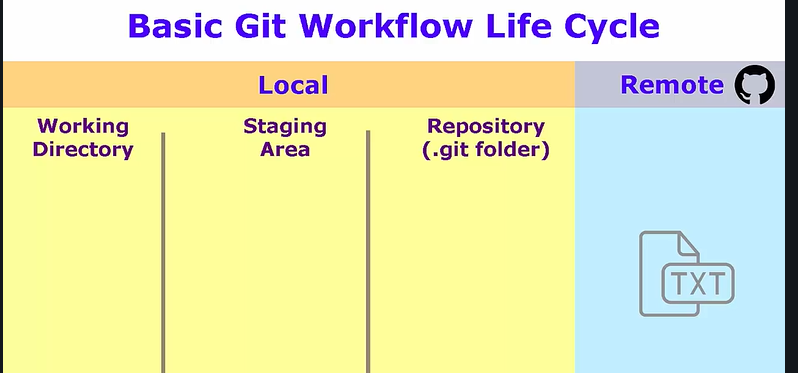 Basic Git Workflow Life Cycle
Local
Remote
Working
Directory
Staging
Area
Repository
(.git folder)
TXT